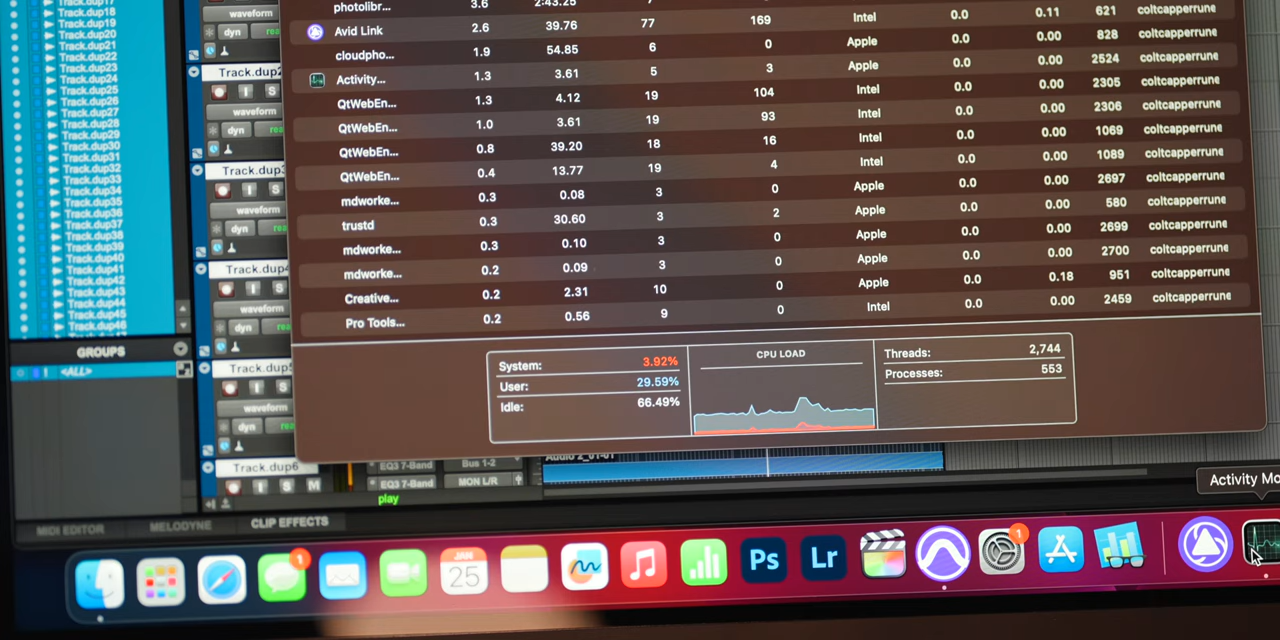 Track.dup17
Track.dup18
Track.dup19
Track.dup20
Track.dup21
Track.dup22
Track.dup23
Track.dup24
Track.dup25
Track.dup26
Track.dup27
Track.dup28
Track.dup29
Track.dup30
Track.dup31
Track.dup32
Track.dup33
Track.dup34
Track.dup35
Track.dup36
Track.dup37
Track.dup38
Track.dup39
Track.dup40
Track.dup41
Track.dup42
Track.dup43
Track.dup44
Track.dup45
Track.dup46
GROUPS
<ALL>
waveform
dyn rea
Track.dup2
I S
waveform
dyn rea
Track.dup3
I S
waveform
dyn rea
Track.dup4
I S
waveform
dyn rea
Track.dup5
I S
waveform
dyn rea
Track.dup6
I S M
photolibr... 3.6 2:43.25
Avid Link 2.6 39.76 77 169 Intel 0.0 0.11 621 coltcapperrune
cloudpho... 1.9 54.85 6 0 Apple 0.0 0.00 828 coltcapperrune
Activity... 1.3 3.61 5 3 Apple 0.0 0.00 2524 coltcapperrune
QtWebEn... 1.3 4.12 19 104 Intel 0.0 0.00 2305 coltcapperrune
QtWebEn... 1.0 3.61 19 93 Intel 0.0 0.00 2306 coltcapperrune
QtWebEn... 0.8 39.20 18 16 Intel 0.0 0.00 1069 coltcapperrune
QtWebEn... 0.4 13.77 19 4 Intel 0.0 0.00 1089 coltcapperrune
mdworke... 0.3 0.08 3 0 Apple 0.0 0.00 2697 coltcapperrune
trustd 0.3 30.60 3 2 Apple 0.0 0.00 580 coltcapperrune
mdworke... 0.3 0.10 3 0 Apple 0.0 0.00 2699 coltcapperrune
mdworke... 0.2 0.09 3 0 Apple 0.0 0.00 2700 coltcapperrune
Creative... 0.2 2.31 10 0 Apple 0.0 0.18 951 coltcapperrune
Pro Tools... 0.2 0.56 9 0 Intel 0.0 0.00 2459 coltcapperrune
System: 3.92%
User: 29.59%
Idle: 66.49%
CPU LOAD
Threads: 2,744
Processes: 553
EQ3 7-Band Bus 1-2
EQ3 7-Band MON L/R
play
Audio 2_01-01
MIDI EDITOR MELODYNE CLIP EFFECTS
Activity Mo
1
JAN
25
Ps
Lr
1